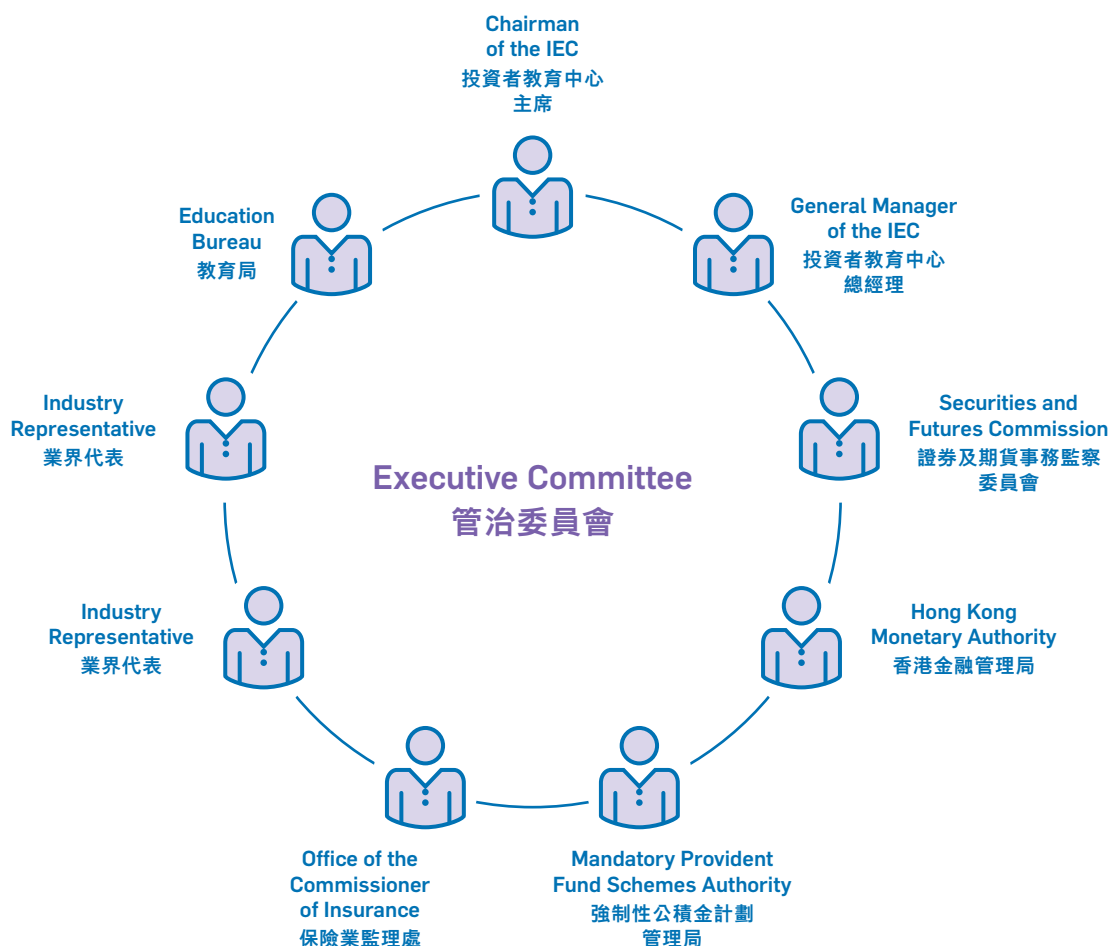 Chairman
of the IEC
投資者教育中心
主席
Education
Bureau
教育局
General Manager
of the IEC
投資者教育中心
總經理
Industry
Representative
業界代表
Securities and
Futures Commission
證券及期貨事務監察
委員會
Executive Committee
管治委員會
Industry
Representative
業界代表
Hong Kong
Monetary Authority
香港金融管理局
Office of the
Commissioner
of Insurance
保險業監理處
Mandatory Provident
Fund Schemes Authority
強制性公積金計劃
管理局